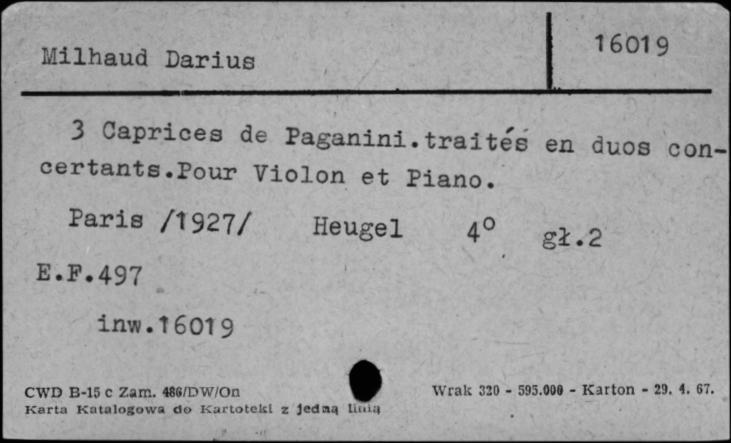 Milhaud Darius 16019
3 Caprices de Paganini.traités en duos con-
certants.Pour Violon et Piano.
Paris /1927/ Heugel 4° gł.2
E.F.497
inw.16019
CWD B-15 c Zam. 486/DW/On Wrak 320 - 595.000 - Karton - 29. 4. 67.
Karta Katalogowa do Kartoteki z jedną linią